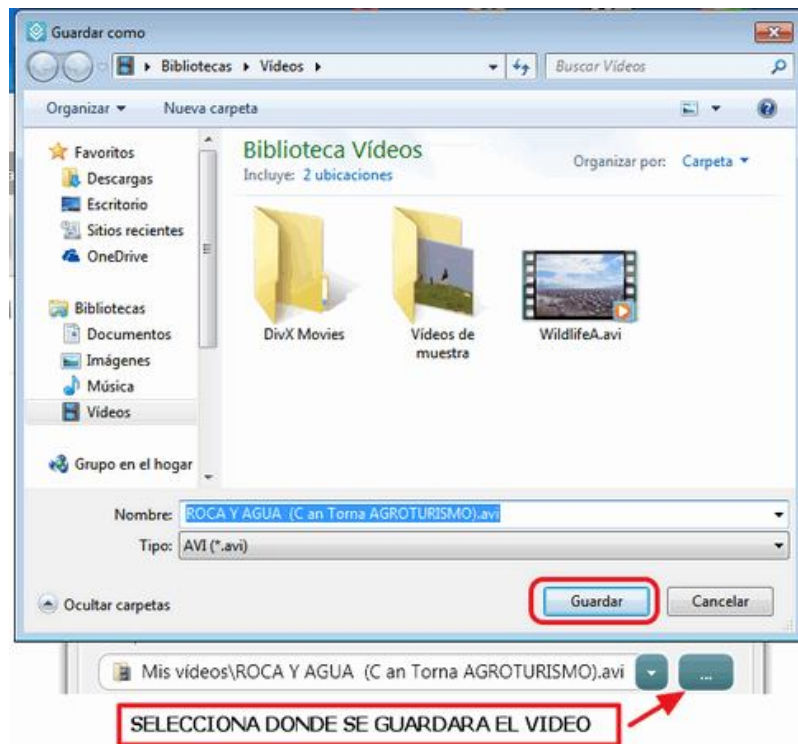 Guardar como
Bibliotecas Vídeos
Buscar Vídeos
Organizar Nueva carpeta
Favoritos
Descargas
Escritorio
Sitios recientes
OneDrive
Bibliotecas
Documentos
Imágenes
Música
Vídeos
Grupo en el hogar
Biblioteca Vídeos
Incluye: 2 ubicaciones
Organizar por: Carpeta
DivX Movies
Vídeos de
muestra
WildlifeA.avi
Nombre: ROCA Y AGUA (C an Torna AGROTURISMO).avi
Tipo: AVI (*.avi)
Ocultar carpetas
Guardar
Cancelar
Mis vídeos\ROCA Y AGUA (C an Torna AGROTURISMO).avi
...
SELECCIONA DONDE SE GUARDARA EL VIDEO